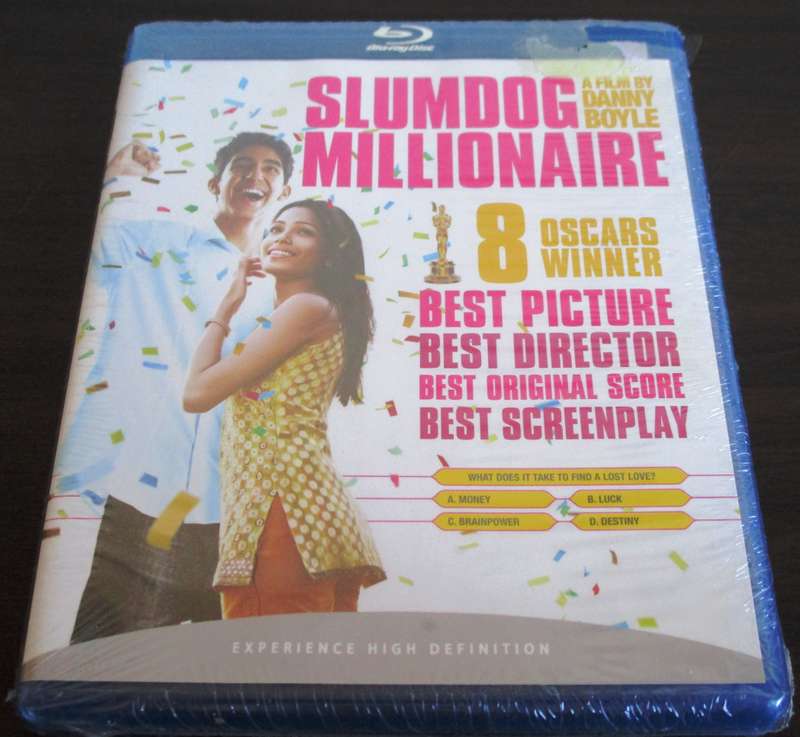 Blu-ray Disc
SLUMDOG
MILLIONAIRE
A FILM BY
DANNY
BOYLE
8
OSCARS
WINNER
BEST PICTURE
BEST DIRECTOR
BEST ORIGINAL SCORE
BEST SCREENPLAY
WHAT DOES IT TAKE TO FIND A LOST LOVE?
A. MONEY
B. LUCK
C. BRAINPOWER
D. DESTINY
EXPERIENCE HIGH DEFINITION